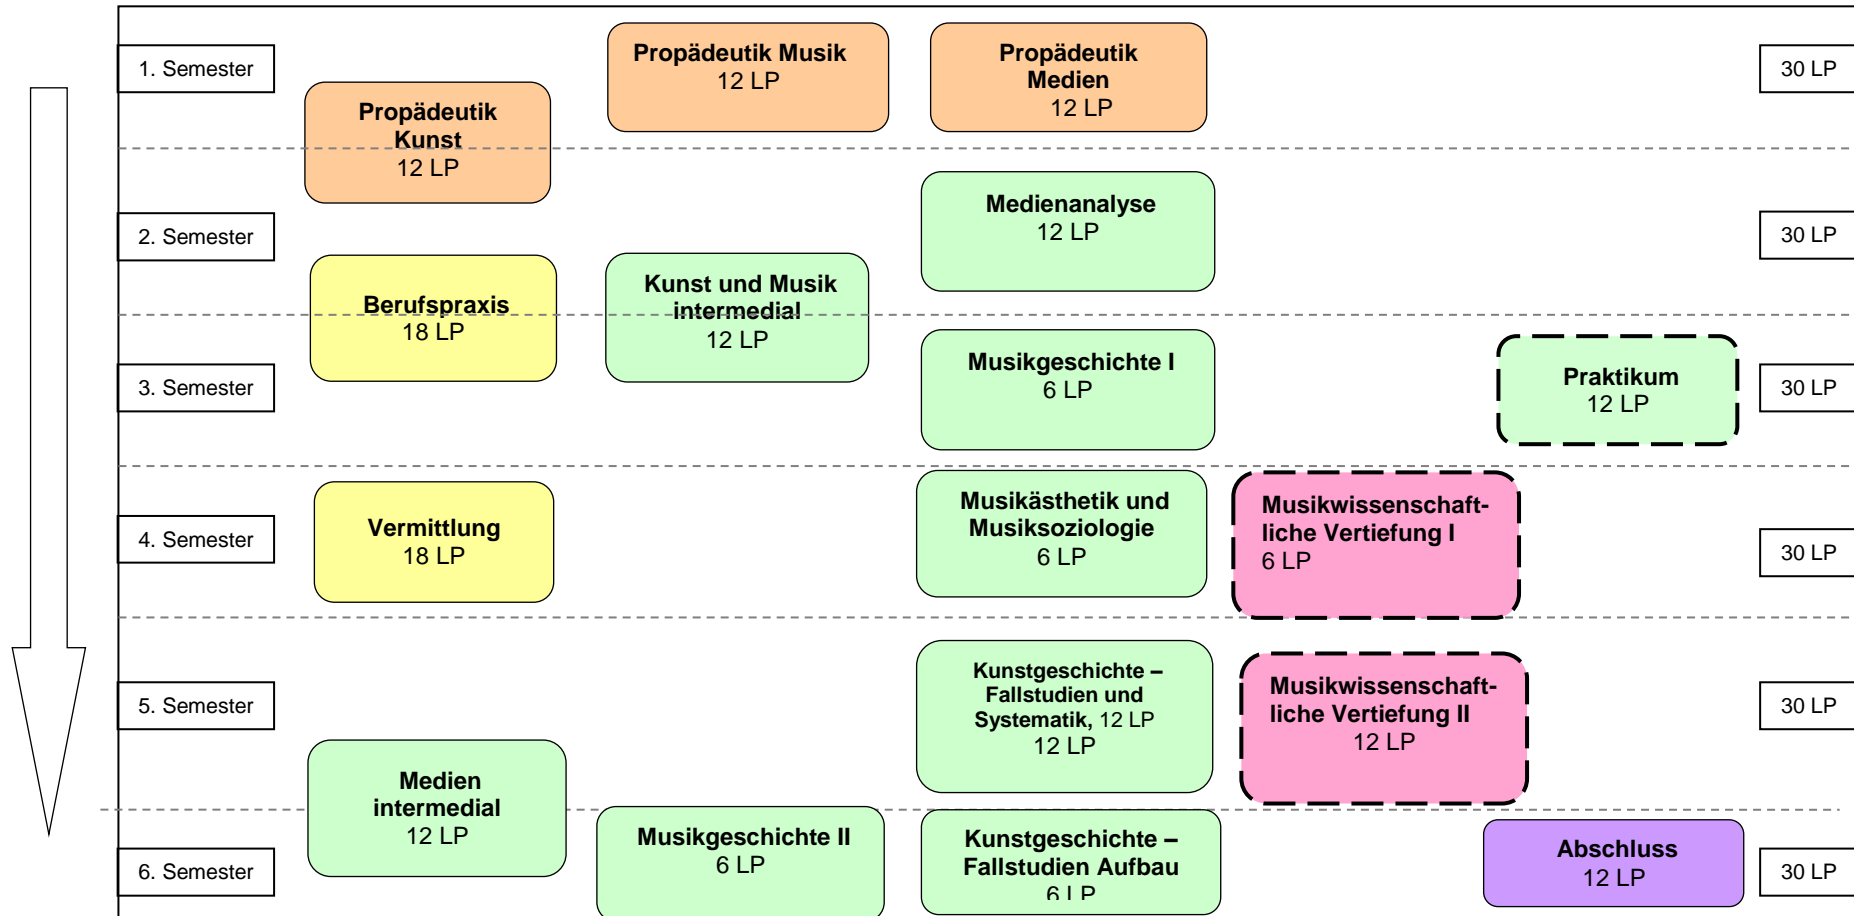 1. Semester
Propädeutik Musik
12 LP
Propädeutik
Medien
12 LP
30 LP
Propädeutik
Kunst
12 LP
2. Semester
Medienanalyse
12 LP
30 LP
Berufspraxis
18 LP
Kunst und Musik
intermedial
12 LP
3. Semester
Musikgeschichte I
6 LP
Praktikum
12 LP
30 LP
4. Semester
Vermittlung
18 LP
Musikästhetik und
Musiksoziologie
6 LP
Musikwissenschaft-
liche Vertiefung I
6 LP
30 LP
5. Semester
Kunstgeschichte –
Fallstudien und
Systematik, 12 LP
12 LP
Musikwissenschaft-
liche Vertiefung II
12 LP
30 LP
Medien
intermedial
12 LP
6. Semester
Musikgeschichte II
6 LP
Kunstgeschichte –
Fallstudien Aufbau
6 LP
Abschluss
12 LP
30 LP